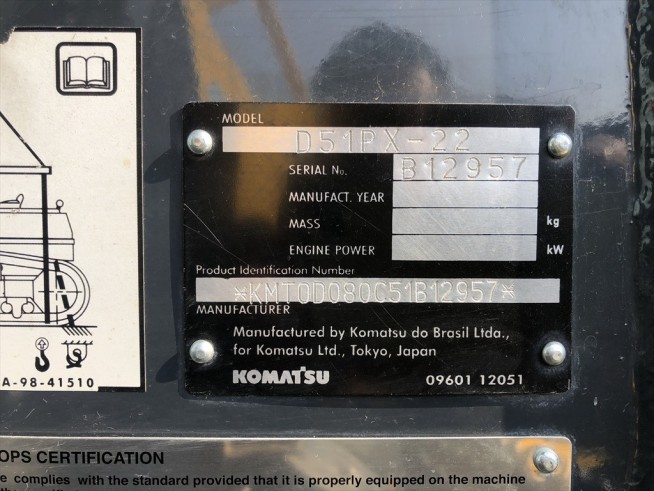 MODEL
D51PX-22
SERIAL No. B12957
MANUFACT. YEAR
MASS kg
ENGINE POWER kW
Product Identification Number
*KMT0D080C51B12957*
MANUFACTURER
Manufactured by Komatsu do Brasil Ltda.,
for Komatsu Ltd., Tokyo, Japan
KOMATSU 09601 12051
A-98-41510
OPS CERTIFICATION
e complies with the standard provided that it is properly equipped on the machine